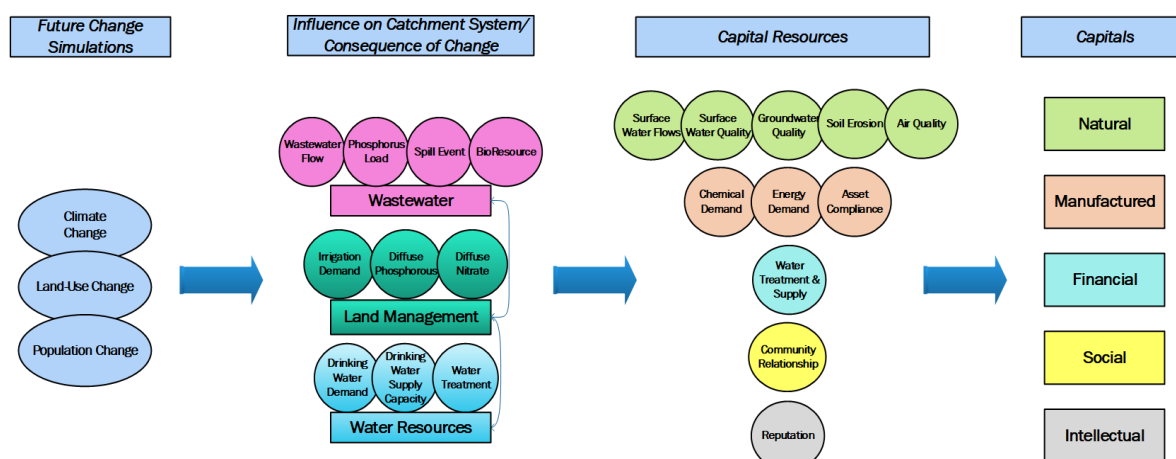 Future Change
Simulations
Influence on Catchment System/
Consequence of Change
Capital Resources
Capitals
Climate
Change
Land-Use Change
Population Change
Wastewater
Flow
Phosphorus
Load
Spill Event
BioResource
Wastewater
Irrigation
Demand
Diffuse
Phosphorous
Diffuse
Nitrate
Land Management
Drinking
Water
Demand
Drinking
Water
Supply
Capacity
Water
Treatment
Water Resources
Surface
Water Flows
Surface
Water Quality
Groundwater
Quality
Soil Erosion
Air Quality
Chemical
Demand
Energy
Demand
Asset
Compliance
Water
Treatment &
Supply
Community
Relationship
Reputation
Natural
Manufactured
Financial
Social
Intellectual